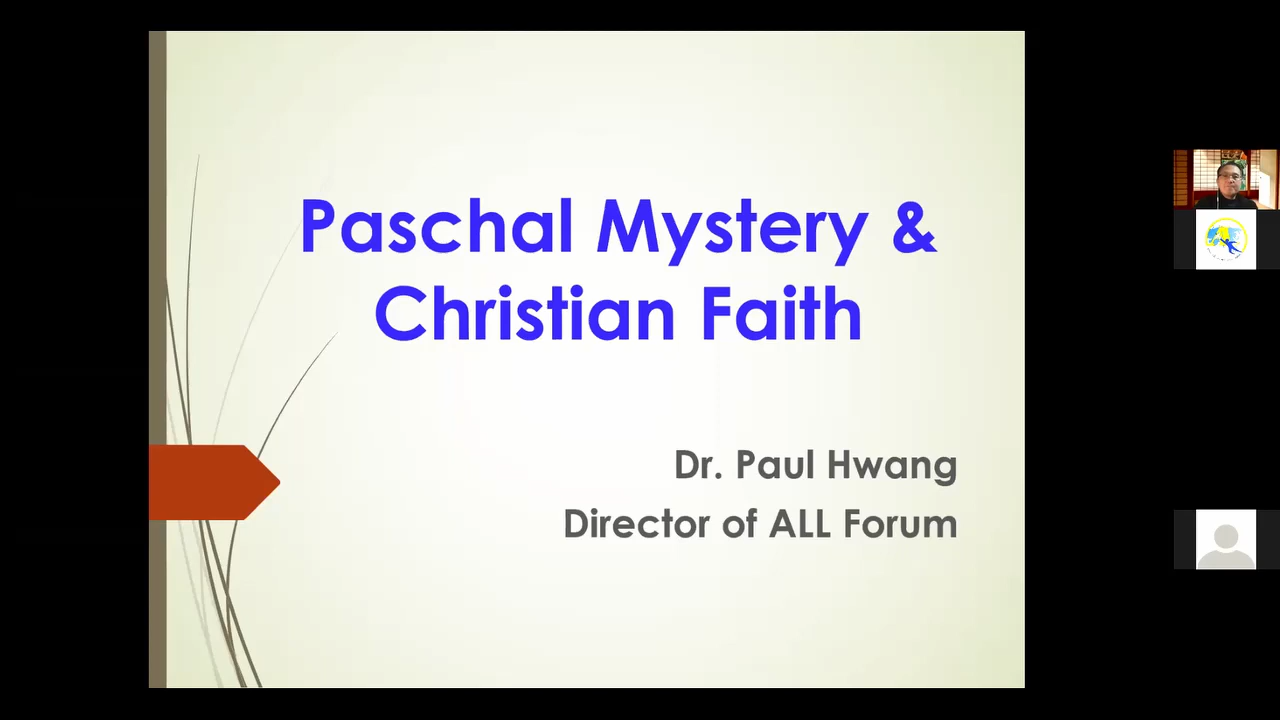 Paschal Mystery &
Christian Faith
Dr. Paul Hwang
Director of ALL Forum